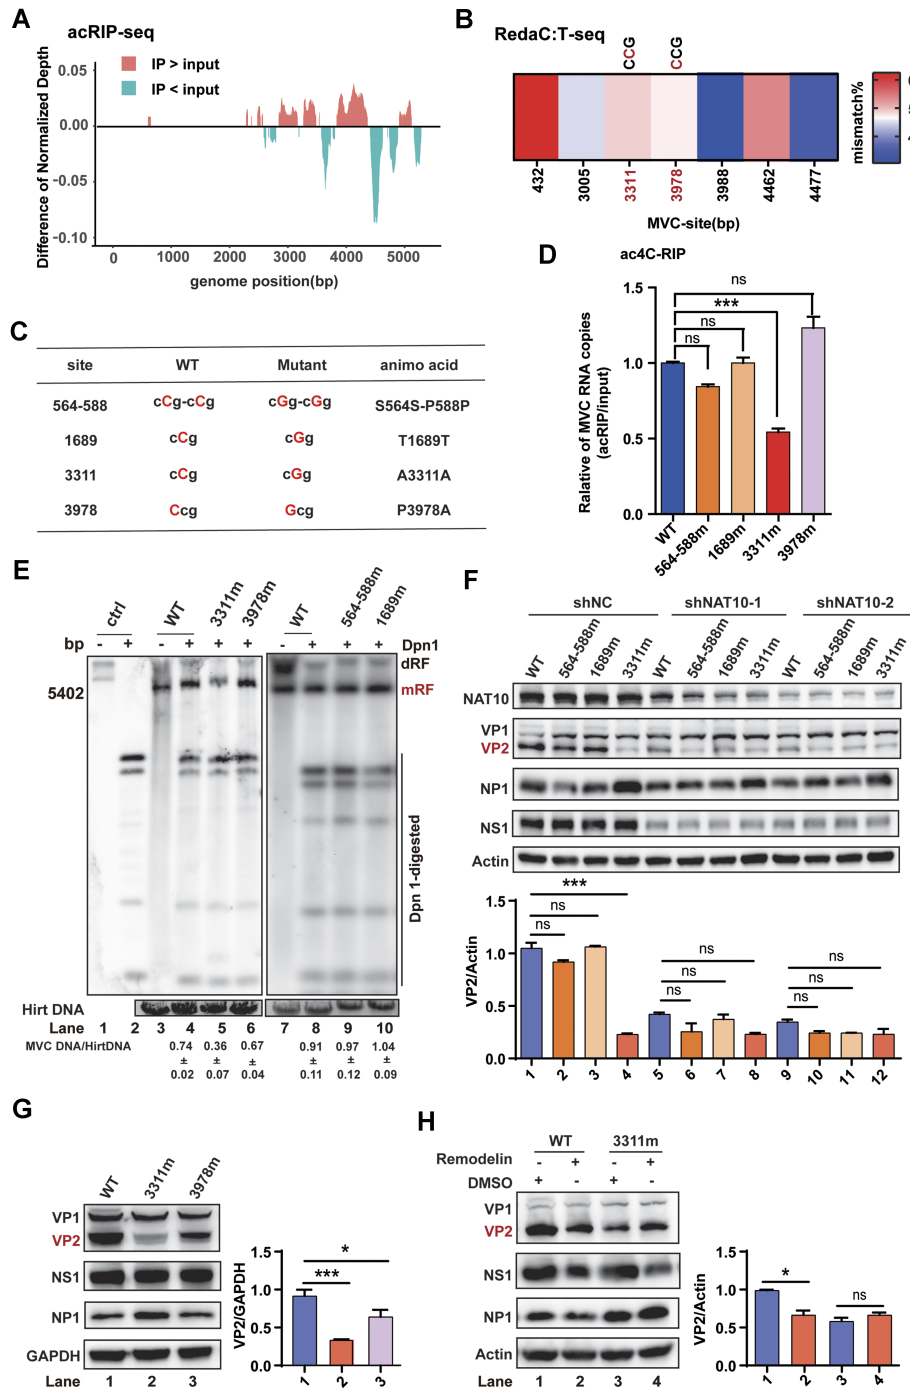 A
acRIP-seq
IP > input
IP < input
Difference of Normalized Depth
0.05
0.00
-0.05
-0.10
0
1000
2000
3000
4000
5000
genome position(bp)
B
RedaC:T-seq
CCG
CCG
432
3005
3311
3978
3988
4462
4477
MVC-site(bp)
mismatch%
C
site WT Mutant animo acid
564-588 cCg-cCg cGg-cGg S564S-P588P
1689 cCg cGg T1689T
3311 cCg cGg A3311A
3978 Ccg Gcg P3978A
D
ac4C-RIP
Ralative of MVC RNA copies
(acRIP/input)
1.5
1.0
0.5
0.0
ns
***
ns
ns
WT
564-588m
1689m
3311m
3978m
E
ctrl
WT
3311m
3978m
WT
564-588m
1689m
bp - + - + + + - + + + Dpn1
dRF
5402
mRF
Dpn 1-digested
Hirt DNA
Lane 1 2 3 4 5 6 7 8 9 10
MVC DNA/HirtDNA 0.74 0.36 0.67 0.91 0.97 1.04
± ± ± ± ± ±
0.02 0.07 0.04 0.11 0.12 0.09
F
shNC shNAT10-1 shNAT10-2
WT 564-588m 1689m 3311m WT 564-588m 1689m 3311m WT 564-588m 1689m 3311m
NAT10
VP1
VP2
NP1
NS1
Actin
VP2/Actin
1.5
1.0
0.5
0.0
***
ns
ns
ns
ns
ns
ns
ns
ns
1 2 3 4 5 6 7 8 9 10 11 12
G
WT 3311m 3978m
VP1
VP2
NS1
NP1
GAPDH
Lane 1 2 3
VP2/GAPDH
1.5
1.0
0.5
0.0
*
***
1 2 3
H
WT 3311m
Remodelin - + - +
DMSO + - + -
VP1
VP2
NS1
NP1
Actin
Lane 1 2 3 4
VP2/Actin
1.5
1.0
0.5
0.0
*
ns
1 2 3 4